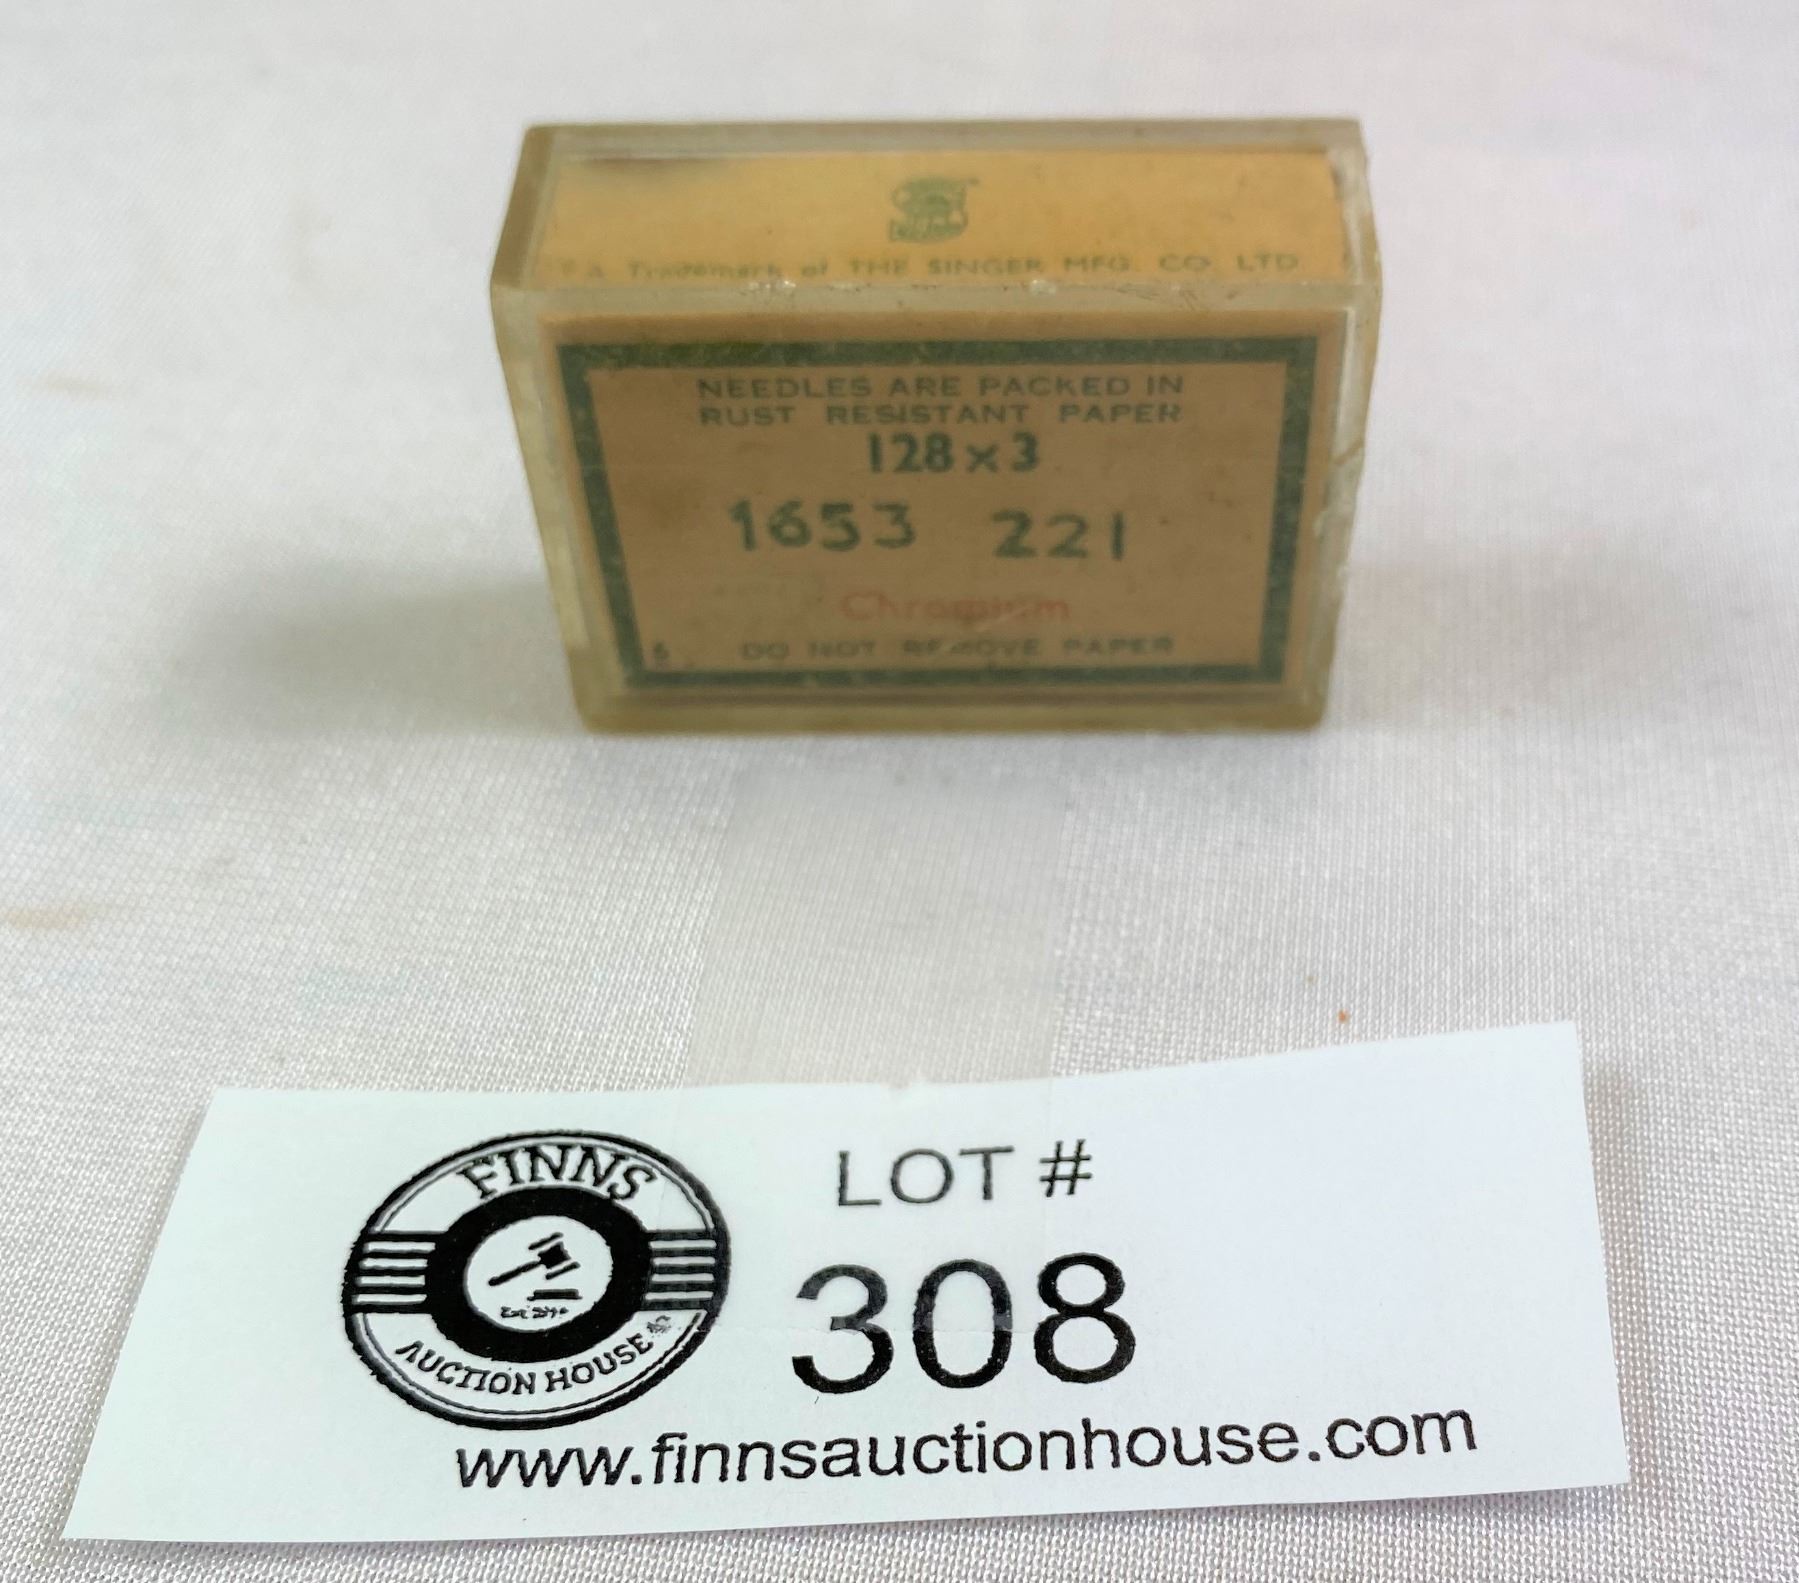 A Trademark of THE SINGER MFG. CO. LTD.
NEEDLES ARE PACKED IN
RUST RESISTANT PAPER
128 x 3
1653 221
Chromium
DO NOT REMOVE PAPER
FINNS
AUCTION HOUSE
LOT #
308
www.finnsauctionhouse.com